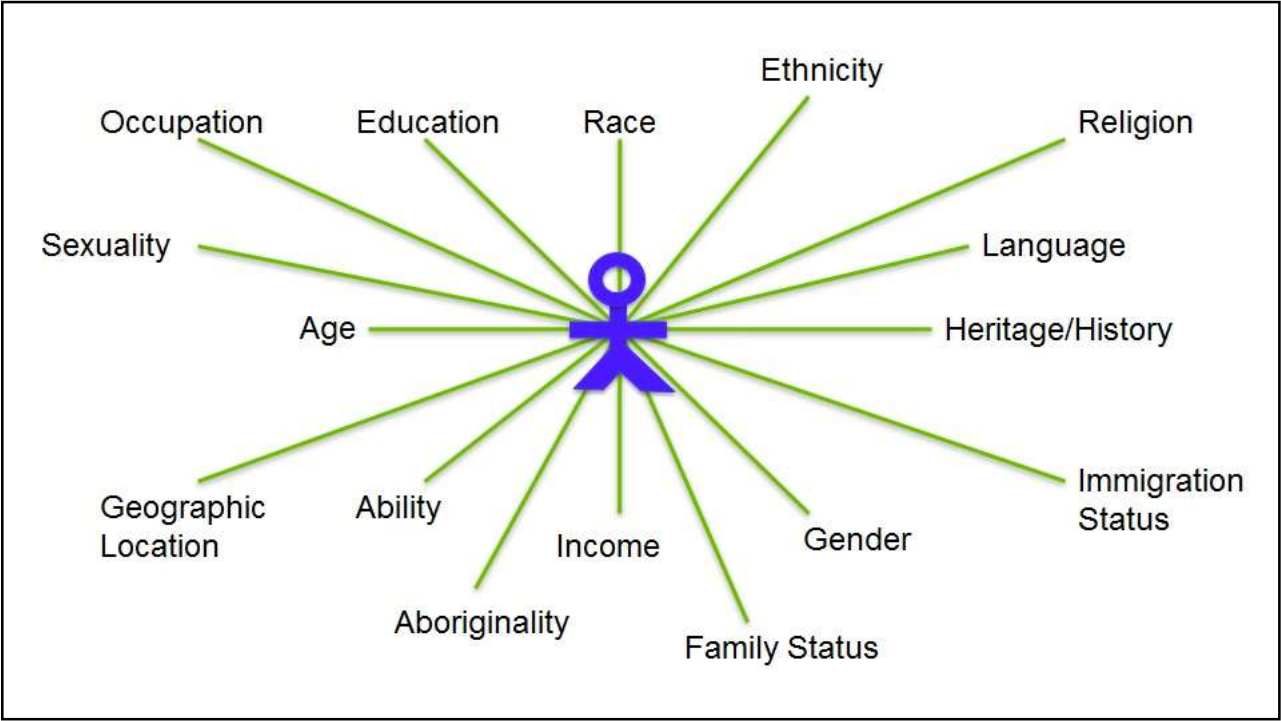 Ethnicity
Occupation
Education
Race
Religion
Sexuality
Language
Age
Heritage/History
Geographic
Location
Ability
Immigration
Status
Income
Gender
Aboriginality
Family Status